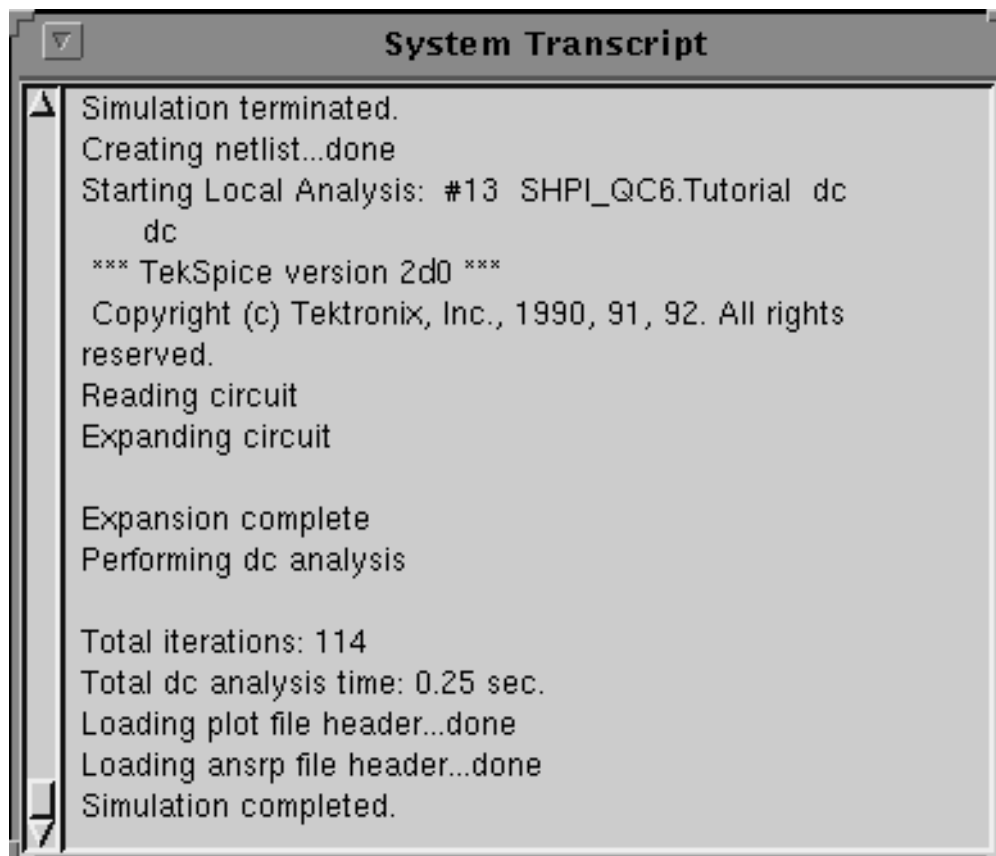 System Transcript
Simulation terminated.
Creating netlist...done
Starting Local Analysis: #13 SHPI_QC6.Tutorial dc
dc
*** TekSpice version 2d0 ***
Copyright (c) Tektronix, Inc., 1990, 91, 92. All rights
reserved.
Reading circuit
Expanding circuit
Expansion complete
Performing dc analysis
Total iterations: 114
Total dc analysis time: 0.25 sec.
Loading plot file header...done
Loading ansrp file header...done
Simulation completed.